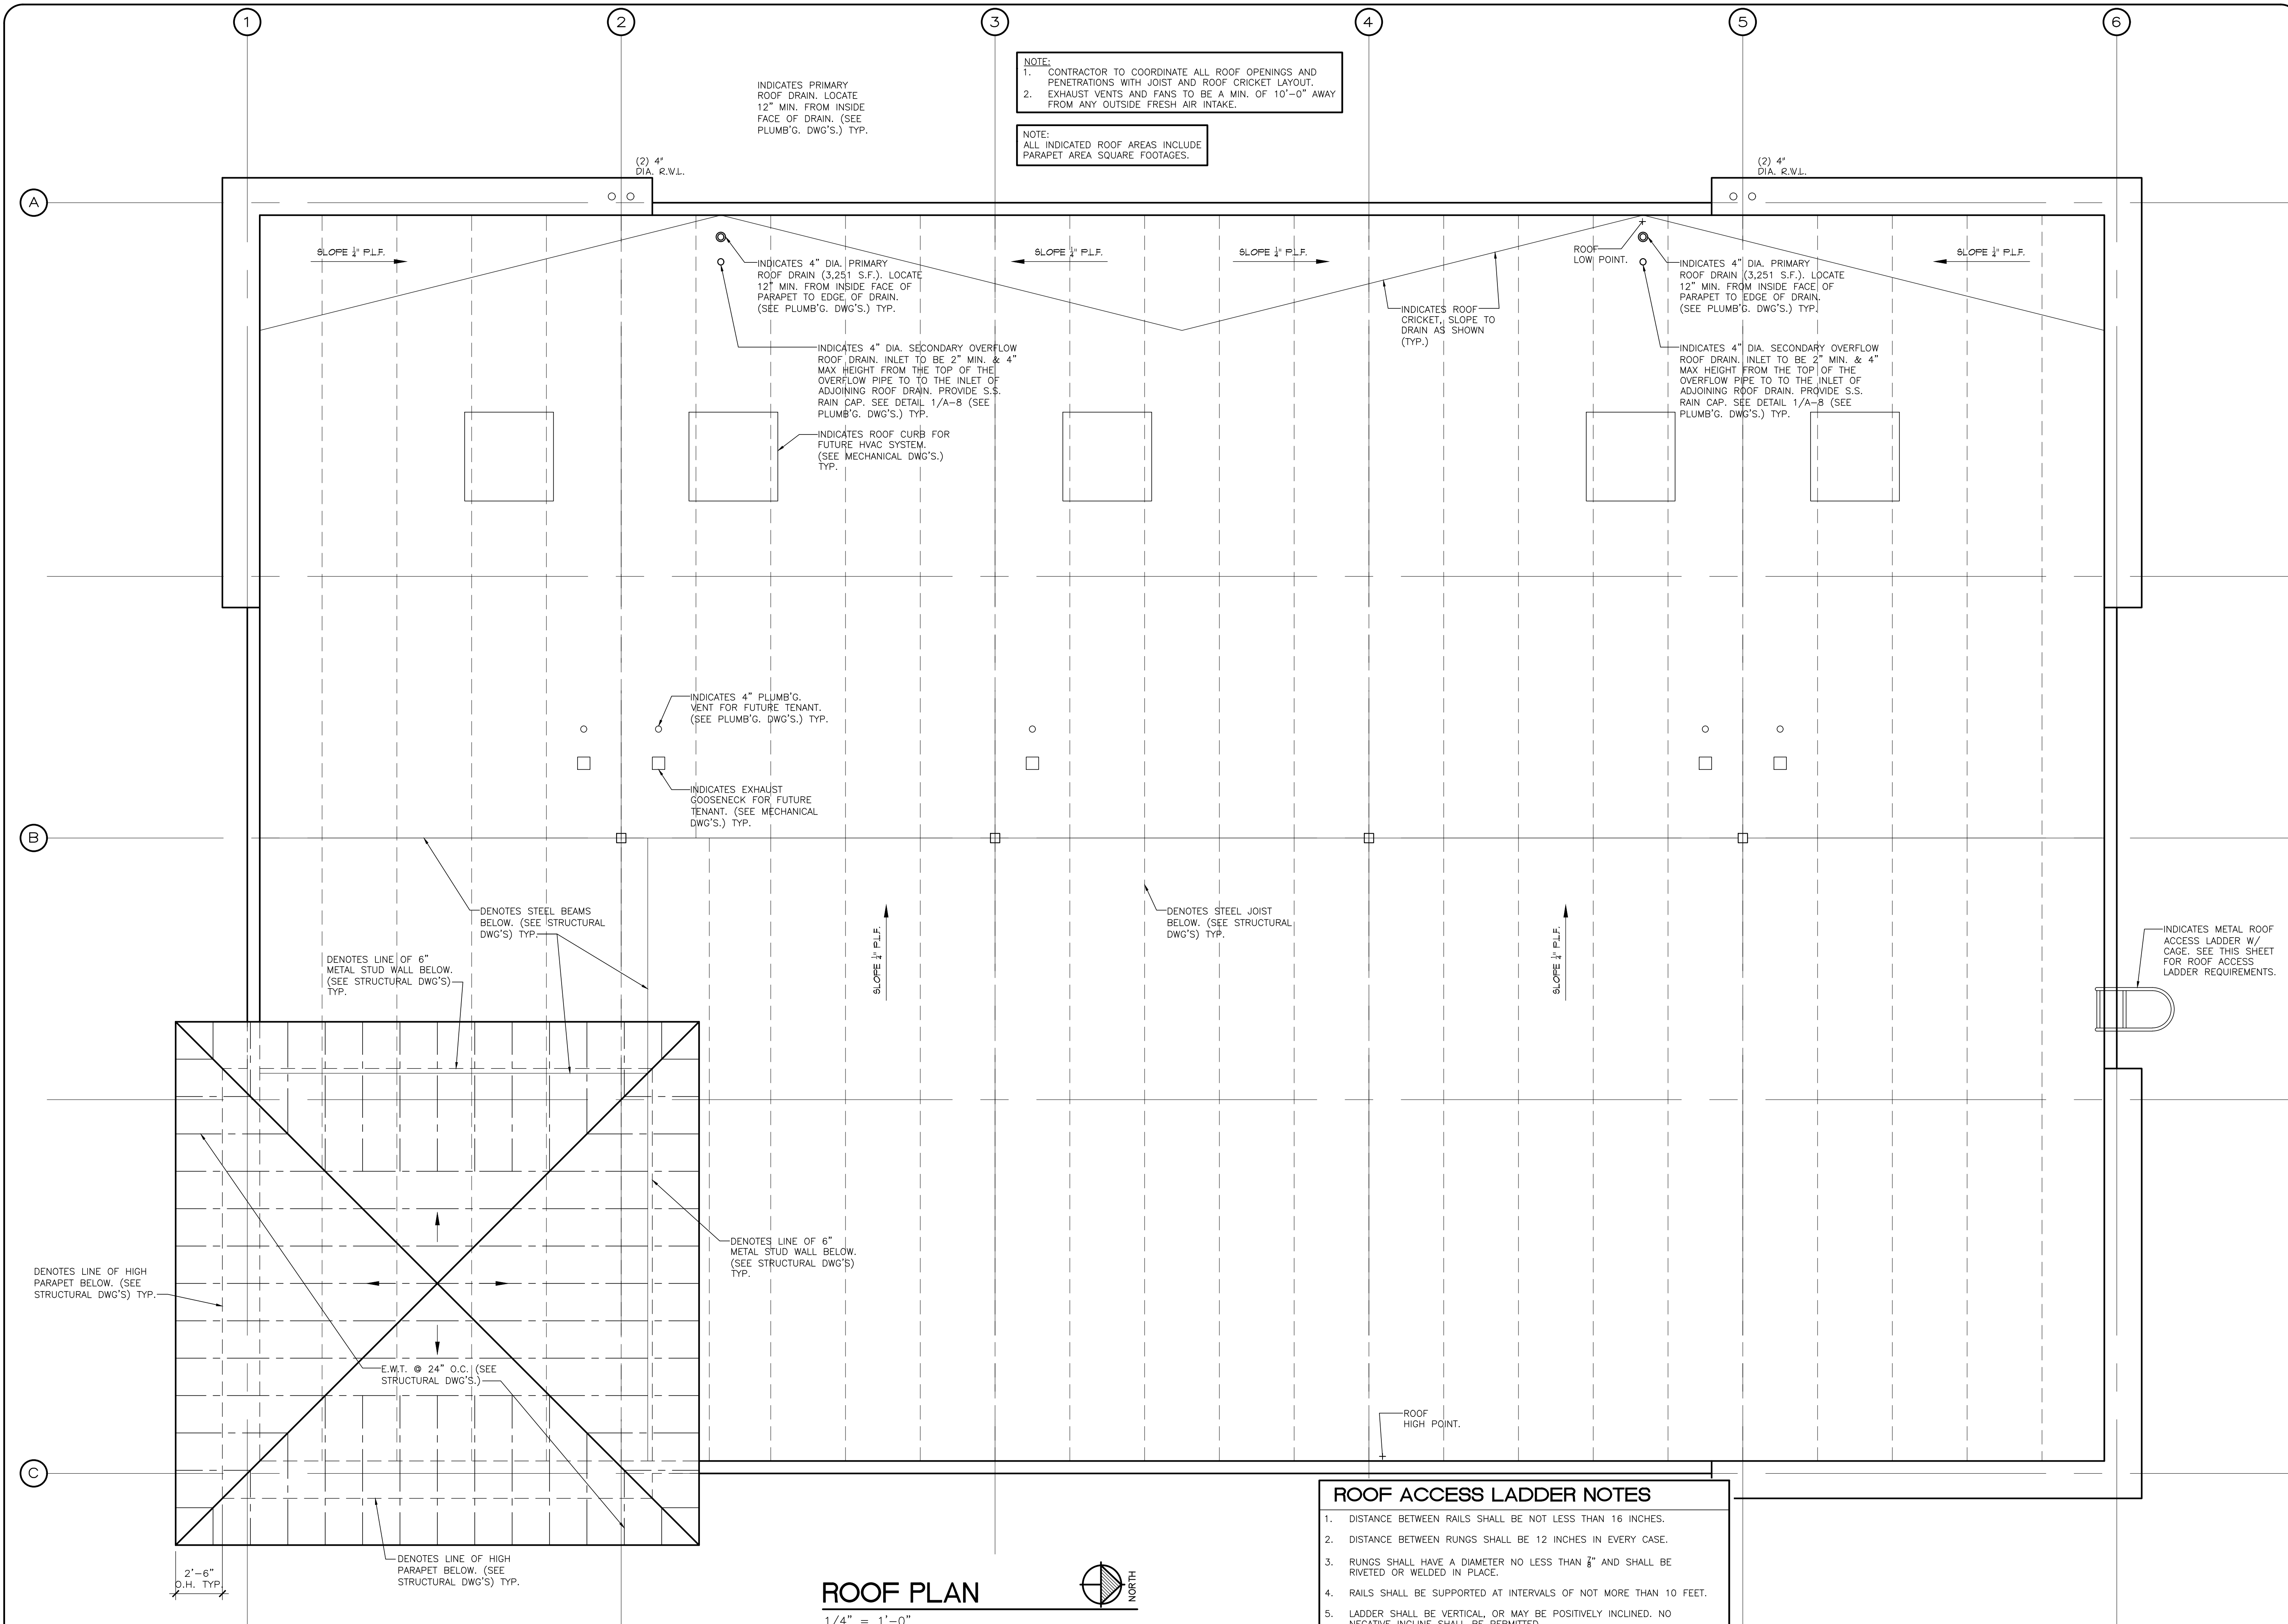 1
2
3
4
5
6
NOTE:
1. CONTRACTOR TO COORDINATE ALL ROOF OPENINGS AND
PENETRATIONS WITH JOIST AND ROOF CRICKET LAYOUT.
2. EXHAUST VENTS AND FANS TO BE A MIN. OF 10'-0" AWAY
FROM ANY OUTSIDE FRESH AIR INTAKE.
INDICATES PRIMARY
ROOF DRAIN. LOCATE
12" MIN. FROM INSIDE
FACE OF DRAIN. (SEE
PLUMB'G. DWG'S.) TYP.
NOTE:
ALL INDICATED ROOF AREAS INCLUDE
PARAPET AREA SQUARE FOOTAGES.
(2) 4"
DIA. R.W.L.
(2) 4"
DIA. R.W.L.
A
SLOPE 1/4" P.L.F.
SLOPE 1/4" P.L.F.
SLOPE 1/4" P.L.F.
SLOPE 1/4" P.L.F.
ROOF
LOW POINT.
INDICATES 4" DIA. PRIMARY
ROOF DRAIN (3,251 S.F.). LOCATE
12" MIN. FROM INSIDE FACE OF
PARAPET TO EDGE OF DRAIN.
(SEE PLUMB'G. DWG'S.) TYP.
INDICATES 4" DIA. PRIMARY
ROOF DRAIN (3,251 S.F.). LOCATE
12" MIN. FROM INSIDE FACE OF
PARAPET TO EDGE OF DRAIN.
(SEE PLUMB'G. DWG'S.) TYP.
INDICATES ROOF
CRICKET, SLOPE TO
DRAIN AS SHOWN
(TYP.)
INDICATES 4" DIA. SECONDARY OVERFLOW
ROOF DRAIN. INLET TO BE 2" MIN. & 4"
MAX HEIGHT FROM THE TOP OF THE
OVERFLOW PIPE TO TO THE INLET OF
ADJOINING ROOF DRAIN. PROVIDE S.S.
RAIN CAP. SEE DETAIL 1/A-8 (SEE
PLUMB'G. DWG'S.) TYP.
INDICATES 4" DIA. SECONDARY OVERFLOW
ROOF DRAIN. INLET TO BE 2" MIN. & 4"
MAX HEIGHT FROM THE TOP OF THE
OVERFLOW PIPE TO TO THE INLET OF
ADJOINING ROOF DRAIN. PROVIDE S.S.
RAIN CAP. SEE DETAIL 1/A-8 (SEE
PLUMB'G. DWG'S.) TYP.
INDICATES ROOF CURB FOR
FUTURE HVAC SYSTEM.
(SEE MECHANICAL DWG'S.)
TYP.
INDICATES 4" PLUMB'G.
VENT FOR FUTURE TENANT.
(SEE PLUMB'G. DWG'S.) TYP.
INDICATES EXHAUST
GOOSENECK FOR FUTURE
TENANT. (SEE MECHANICAL
DWG'S.) TYP.
B
DENOTES STEEL BEAMS
BELOW. (SEE STRUCTURAL
DWG'S) TYP.
DENOTES STEEL JOIST
BELOW. (SEE STRUCTURAL
DWG'S) TYP.
SLOPE 1/4" P.L.F.
SLOPE 1/4" P.L.F.
INDICATES METAL ROOF
ACCESS LADDER W/
CAGE. SEE THIS SHEET
FOR ROOF ACCESS
LADDER REQUIREMENTS.
DENOTES LINE OF 6"
METAL STUD WALL BELOW.
(SEE STRUCTURAL DWG'S)
TYP.
DENOTES LINE OF 6"
METAL STUD WALL BELOW.
(SEE STRUCTURAL DWG'S)
TYP.
DENOTES LINE OF HIGH
PARAPET BELOW. (SEE
STRUCTURAL DWG'S) TYP.
E.W.T. @ 24" O.C. (SEE
STRUCTURAL DWG'S.)
ROOF
HIGH POINT.
C
DENOTES LINE OF HIGH
PARAPET BELOW. (SEE
STRUCTURAL DWG'S) TYP.
2'-6"
O.H. TYP.
ROOF PLAN
1/4" = 1'-0"
NORTH
ROOF ACCESS LADDER NOTES
1. DISTANCE BETWEEN RAILS SHALL BE NOT LESS THAN 16 INCHES.
2. DISTANCE BETWEEN RUNGS SHALL BE 12 INCHES IN EVERY CASE.
3. RUNGS SHALL HAVE A DIAMETER NO LESS THAN 7/8" AND SHALL BE
RIVETED OR WELDED IN PLACE.
4. RAILS SHALL BE SUPPORTED AT INTERVALS OF NOT MORE THAN 10 FEET.
5. LADDER SHALL BE VERTICAL, OR MAY BE POSITIVELY INCLINED. NO
NEGATIVE INCLINE SHALL BE PERMITTED.